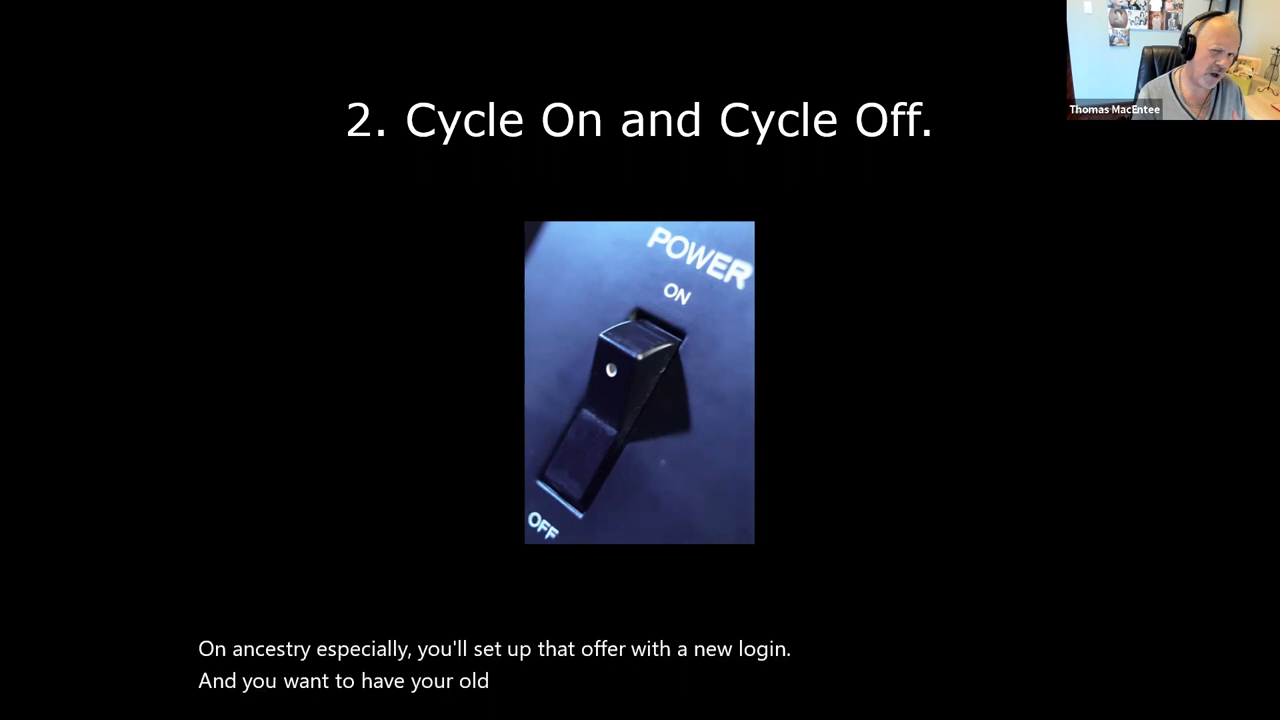 2. Cycle On and Cycle Off.
Thomas MacEntee
POWER
ON
OFF
On ancestry especially, you'll set up that offer with a new login.
And you want to have your old